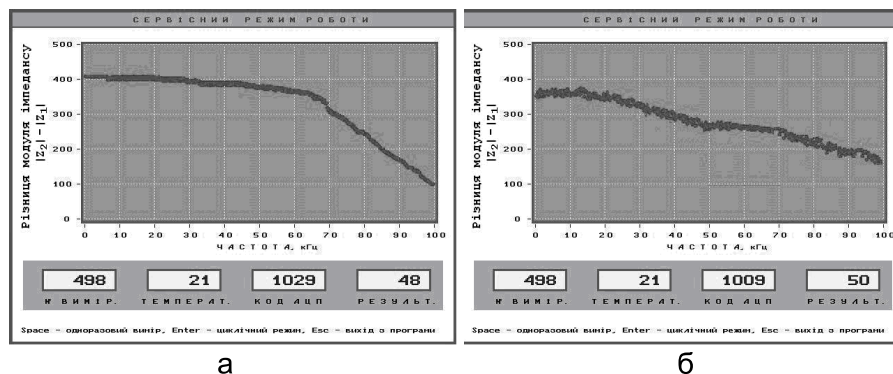 СЕРВІСНИЙ РЕЖИМ РОБОТИ
Різниця модуля імпедансу
|Z2|-|Z1|
500
400
300
200
100
0
0 10 20 30 40 50 60 70 80 90 100
ЧАСТОТА, кГц
498 21 1029 48
№ ВИМІР. ТЕМПЕРАТ. КОД АЦП РЕЗУЛЬТ.
Space - одноразовий вимір, Enter - циклічний режим, Esc - вихід з програми
а
СЕРВІСНИЙ РЕЖИМ РОБОТИ
Різниця модуля імпедансу
|Z2|-|Z1|
500
400
300
200
100
0
0 10 20 30 40 50 60 70 80 90 100
ЧАСТОТА, кГц
498 21 1009 50
№ ВИМІР. ТЕМПЕРАТ. КОД АЦП РЕЗУЛЬТ.
Space - одноразовий вимір, Enter - циклічний режим, Esc - вихід з програми
б